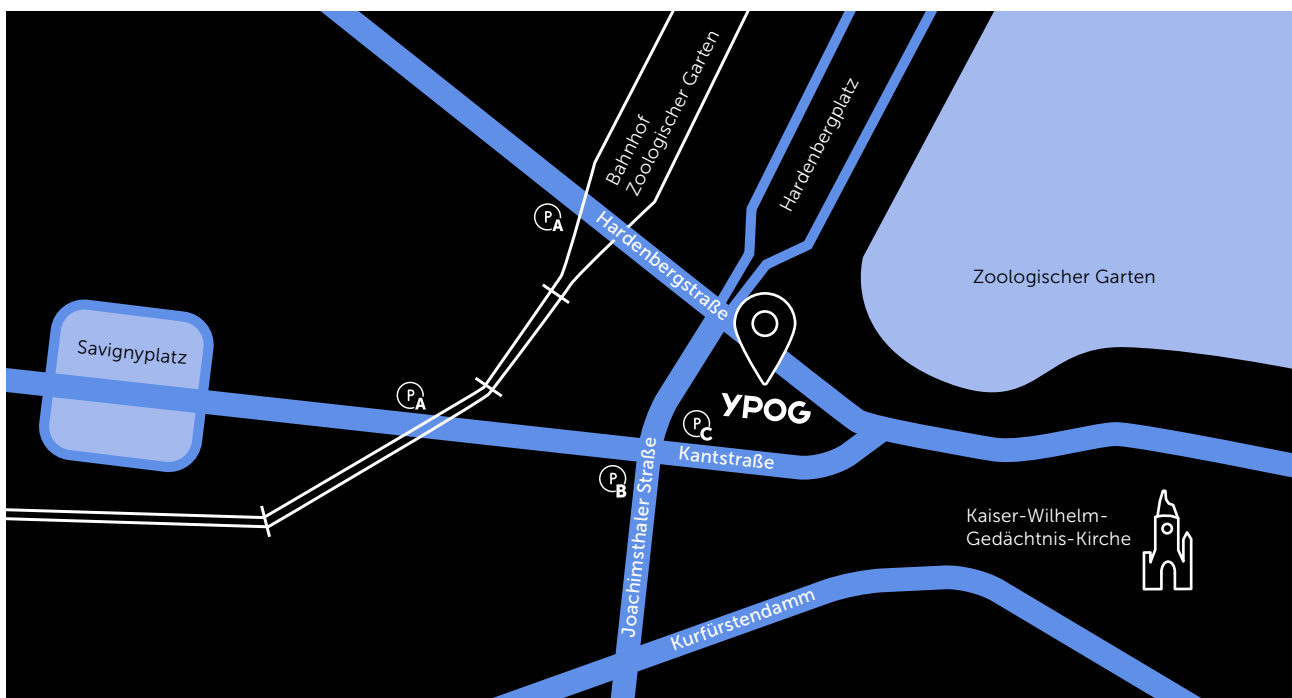 Bahnhof
Zoologischer Garten
Hardenbergplatz
P A
Hardenbergstraße
Zoologischer Garten
Savignyplatz
P A
YPOG
P C
Kantstraße
P B
Joachimsthaler Straße
Kaiser-Wilhelm-
Gedächtnis-Kirche
Kurfürstendamm